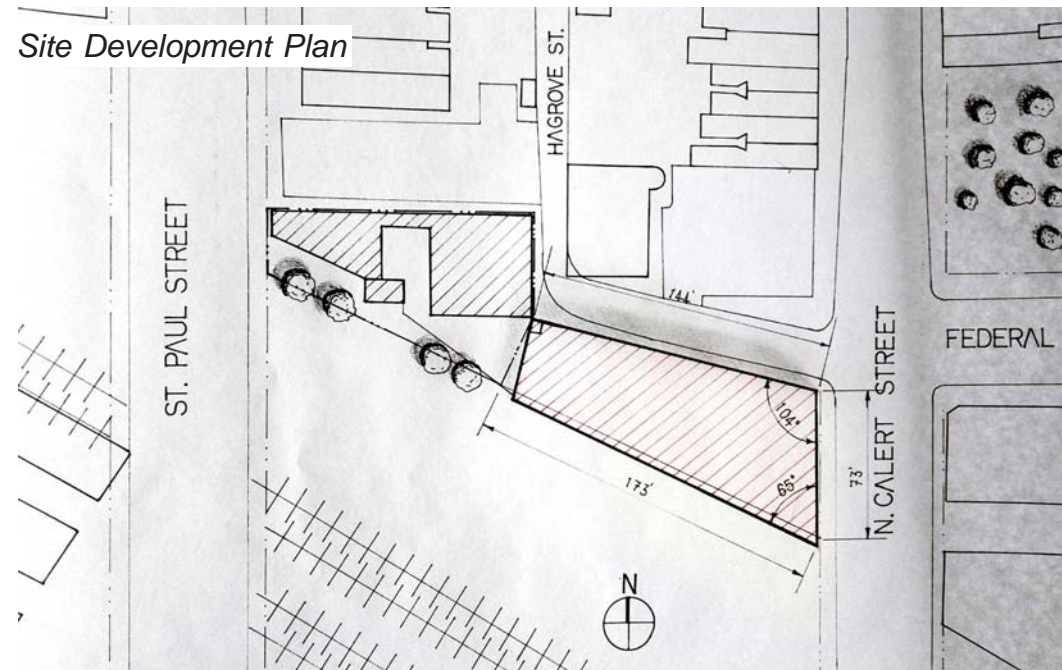 Site Development Plan
HAGROVE ST.
ST. PAUL STREET
144'
FEDERAL
N. CALERT STREET
104°
73'
65°
173'
N